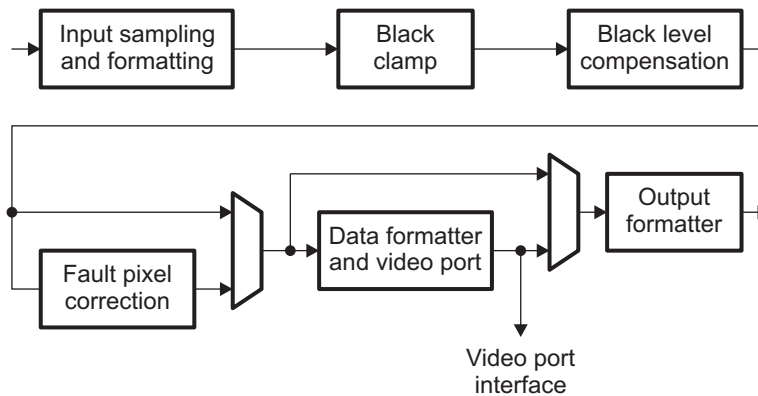 Input sampling
and formatting
Black
clamp
Black level
compensation
Fault pixel
correction
Data formatter
and video port
Output
formatter
Video port
interface